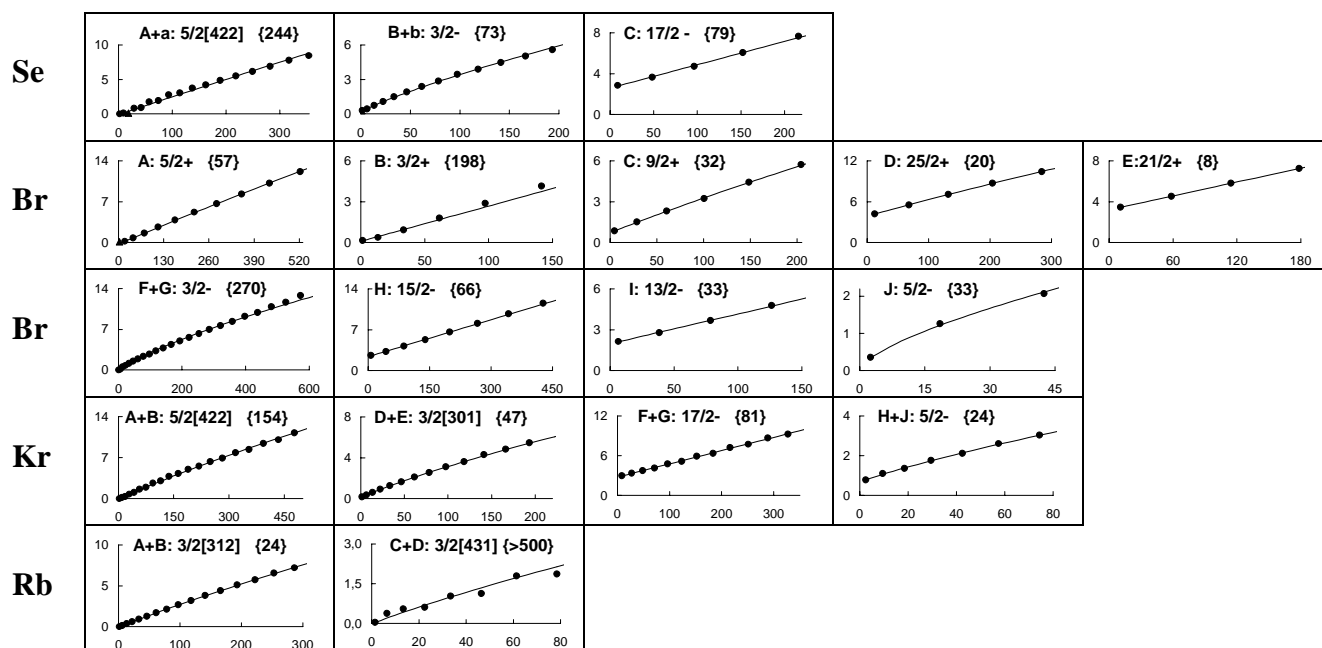 Se
A+a: 5/2[422] {244}
10
5
0
0 100 200 300
B+b: 3/2- {73}
6
3
0
0 50 100 150 200
C: 17/2 - {79}
8
4
0
0 50 100 150 200
Br
A: 5/2+ {57}
14
7
0
0 130 260 390 520
B: 3/2+ {198}
6
3
0
0 50 100 150
C: 9/2+ {32}
6
3
0
0 50 100 150 200
D: 25/2+ {20}
12
6
0
0 100 200 300
E:21/2+ {8}
8
4
0
0 60 120 180
Br
F+G: 3/2- {270}
14
7
0
0 200 400 600
H: 15/2- {66}
14
7
0
0 150 300 450
I: 13/2- {33}
6
3
0
0 50 100 150
J: 5/2- {33}
2
1
0
0 15 30 45
Kr
A+B: 5/2[422] {154}
14
7
0
0 150 300 450
D+E: 3/2[301] {47}
8
4
0
0 50 100 150 200
F+G: 17/2- {81}
12
6
0
0 100 200 300
H+J: 5/2- {24}
4
2
0
0 20 40 60 80
Rb
A+B: 3/2[312] {24}
10
5
0
0 100 200 300
C+D: 3/2[431] {>500}
3,0
1,5
0,0
0 20 40 60 80